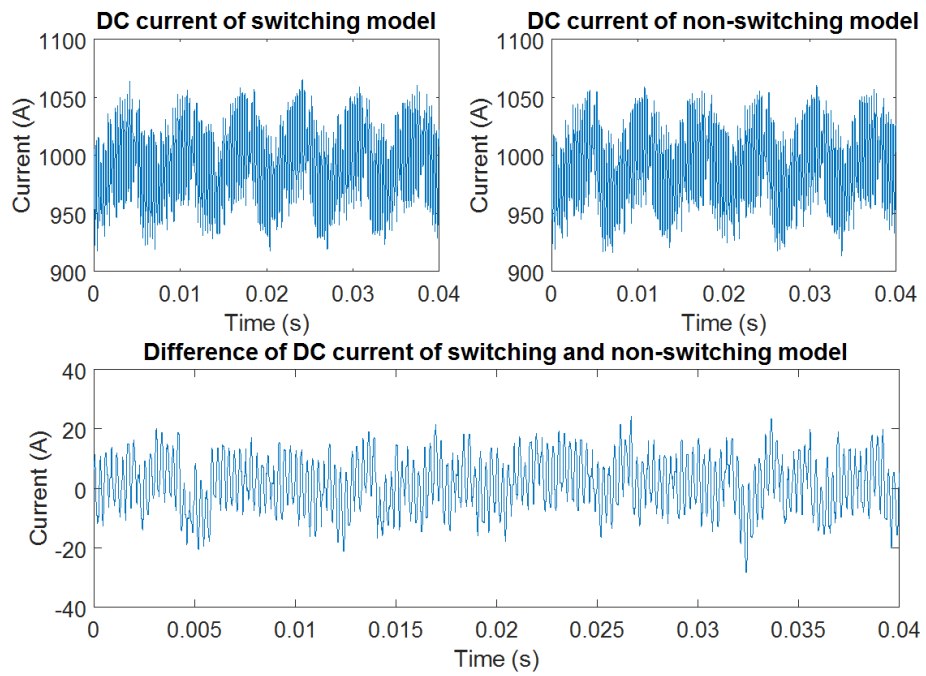 DC current of switching model
1100
1050
1000
950
900
Current (A)
0 0.01 0.02 0.03 0.04
Time (s)
DC current of non-switching model
1100
1050
1000
950
900
Current (A)
0 0.01 0.02 0.03 0.04
Time (s)
Difference of DC current of switching and non-switching model
40
20
0
-20
-40
Current (A)
0 0.005 0.01 0.015 0.02 0.025 0.03 0.035 0.04
Time (s)